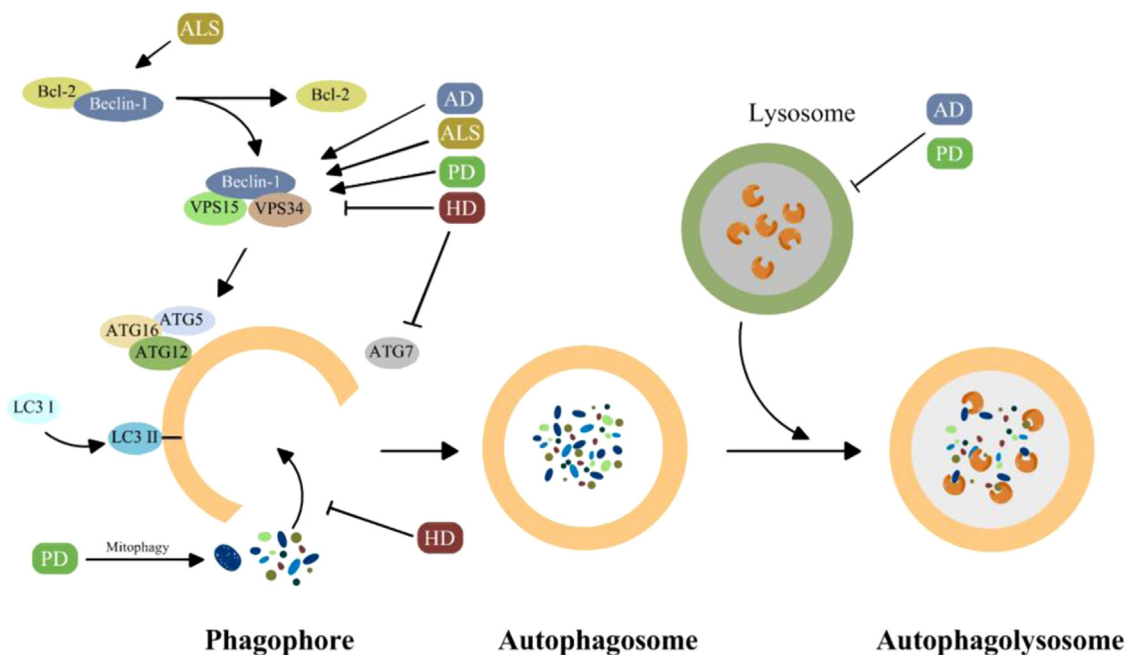 ALS
Bcl-2
Beclin-1
Bcl-2
AD
ALS
PD
HD
Beclin-1
VPS15
VPS34
Lysosome
AD
PD
ATG5
ATG16
ATG12
ATG7
LC3 I
LC3 II
HD
PD
Mitophagy
Phagophore
Autophagosome
Autophagolysosome